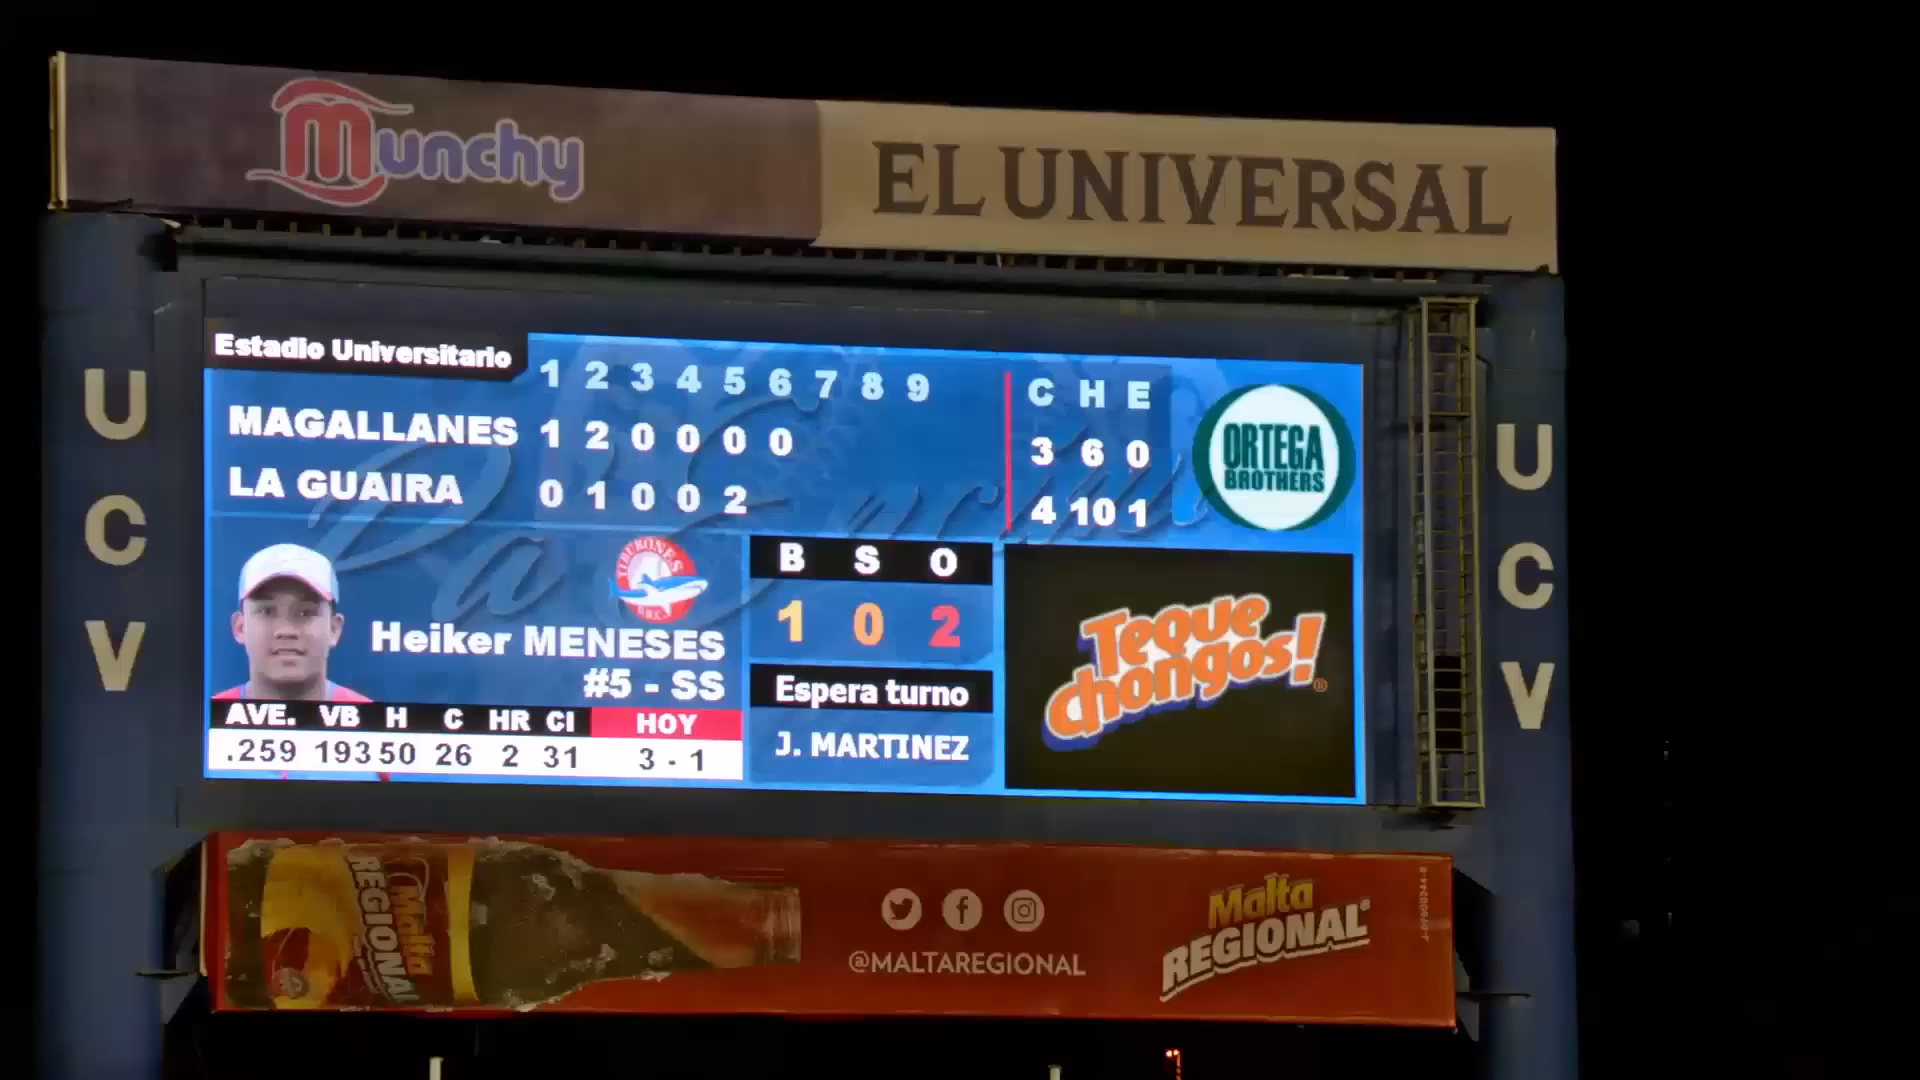 Munchy
EL UNIVERSAL
Estadio Universitario
1 2 3 4 5 6 7 8 9
C H E
MAGALLANES 1 2 0 0 0 0
3 6 0
LA GUAIRA 0 1 0 0 2
4 10 1
ORTEGA
BROTHERS
Pa' Encima
TIBURONES
Heiker MENESES
#5 - SS
AVE. VB H C HR CI HOY
.259 193 50 26 2 31 3 - 1
B S O
1 0 2
Espera turno
J. MARTINEZ
Teque
chongos!
®
U
C
V
U
C
V
Malta
REGIONAL
@MALTAREGIONAL
Malta
REGIONAL®